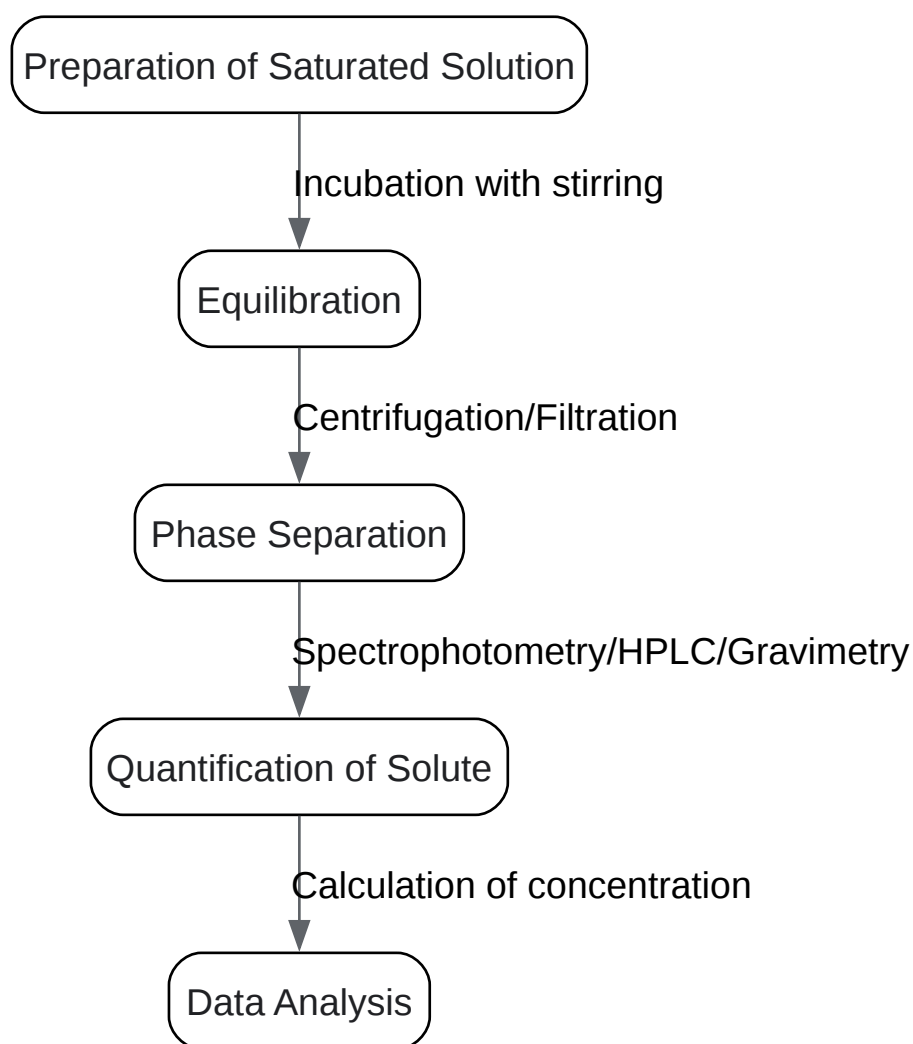 Preparation of Saturated Solution
Incubation with stirring
Equilibration
Centrifugation/Filtration
Phase Separation
Spectrophotometry/HPLC/Gravimetry
Quantification of Solute
Calculation of concentration
Data Analysis